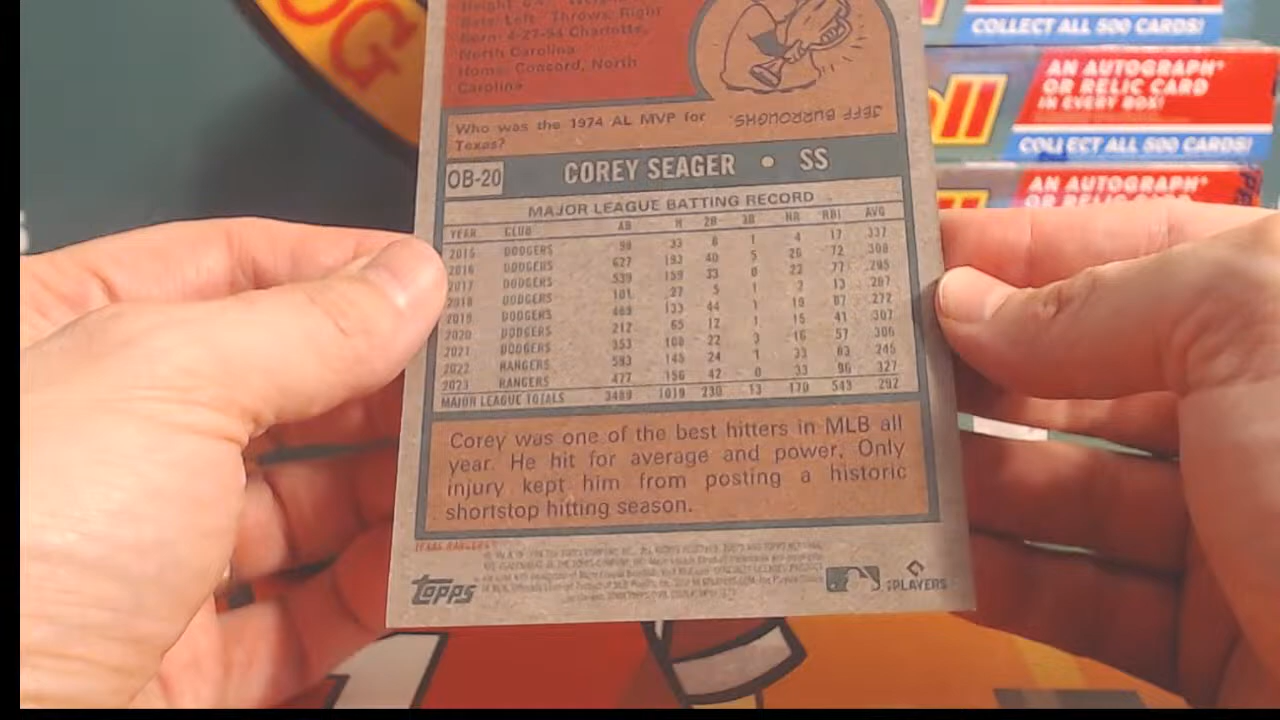 OG
COLLECT ALL 500 CARDS!
Bats: Left Throws: Right
Born: 4-27-94 Charlotte,
North Carolina
Home: Concord, North
Carolina
ll
AN AUTOGRAPH*
OR RELIC CARD
IN EVERY BOX!
COLLECT ALL 500 CARDS!
Who was the 1974 AL MVP for
Texas?
JEFF BURROUGHS.
AN AUTOGRAPH*
OB-20
COREY SEAGER • SS
MAJOR LEAGUE BATTING RECORD
YEAR CLUB AB H 2B 3B HR RBI AVG
2015 DODGERS 98 33 8 1 4 17 337
2016 DODGERS 627 193 40 5 26 72 308
2017 DODGERS 539 159 33 0 22 77 295
2018 DODGERS 101 27 5 1 2 13 267
2019 DODGERS 489 133 44 1 19 87 272
2020 DODGERS 212 65 12 1 15 41 307
2021 DODGERS 353 108 22 3 16 57 306
2022 RANGERS 593 145 24 1 33 83 245
2023 RANGERS 477 156 42 0 33 96 327
MAJOR LEAGUE TOTALS 3489 1019 230 13 170 543 292
Corey was one of the best hitters in MLB all
year. He hit for average and power. Only
injury kept him from posting a historic
shortstop hitting season.
TEXAS RANGERS
topps
PLAYERS